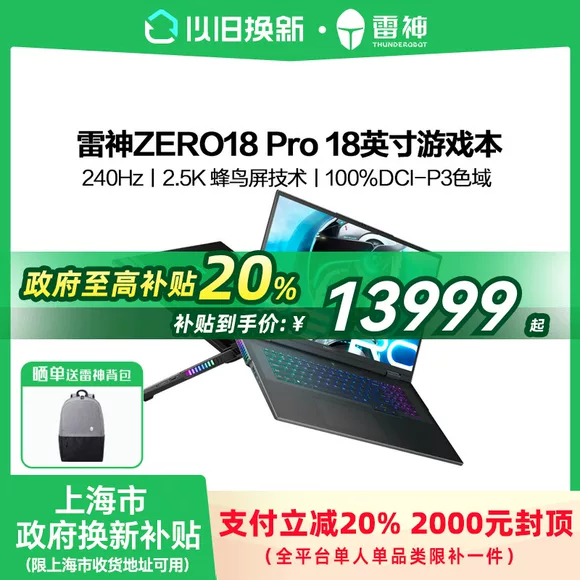 以旧换新
雷神
THUNDEROBOT
雷神ZERO18 Pro 18英寸游戏本
240Hz | 2.5K 蜂鸟屏技术 | 100%DCI-P3色域
政府至高补贴20%
补贴到手价:¥13999起
晒单送雷神背包
上海市
政府换新补贴
(限上海市收货地址可用)
支付立减20% 2000元封顶
(全平台单人单品类限补一件)